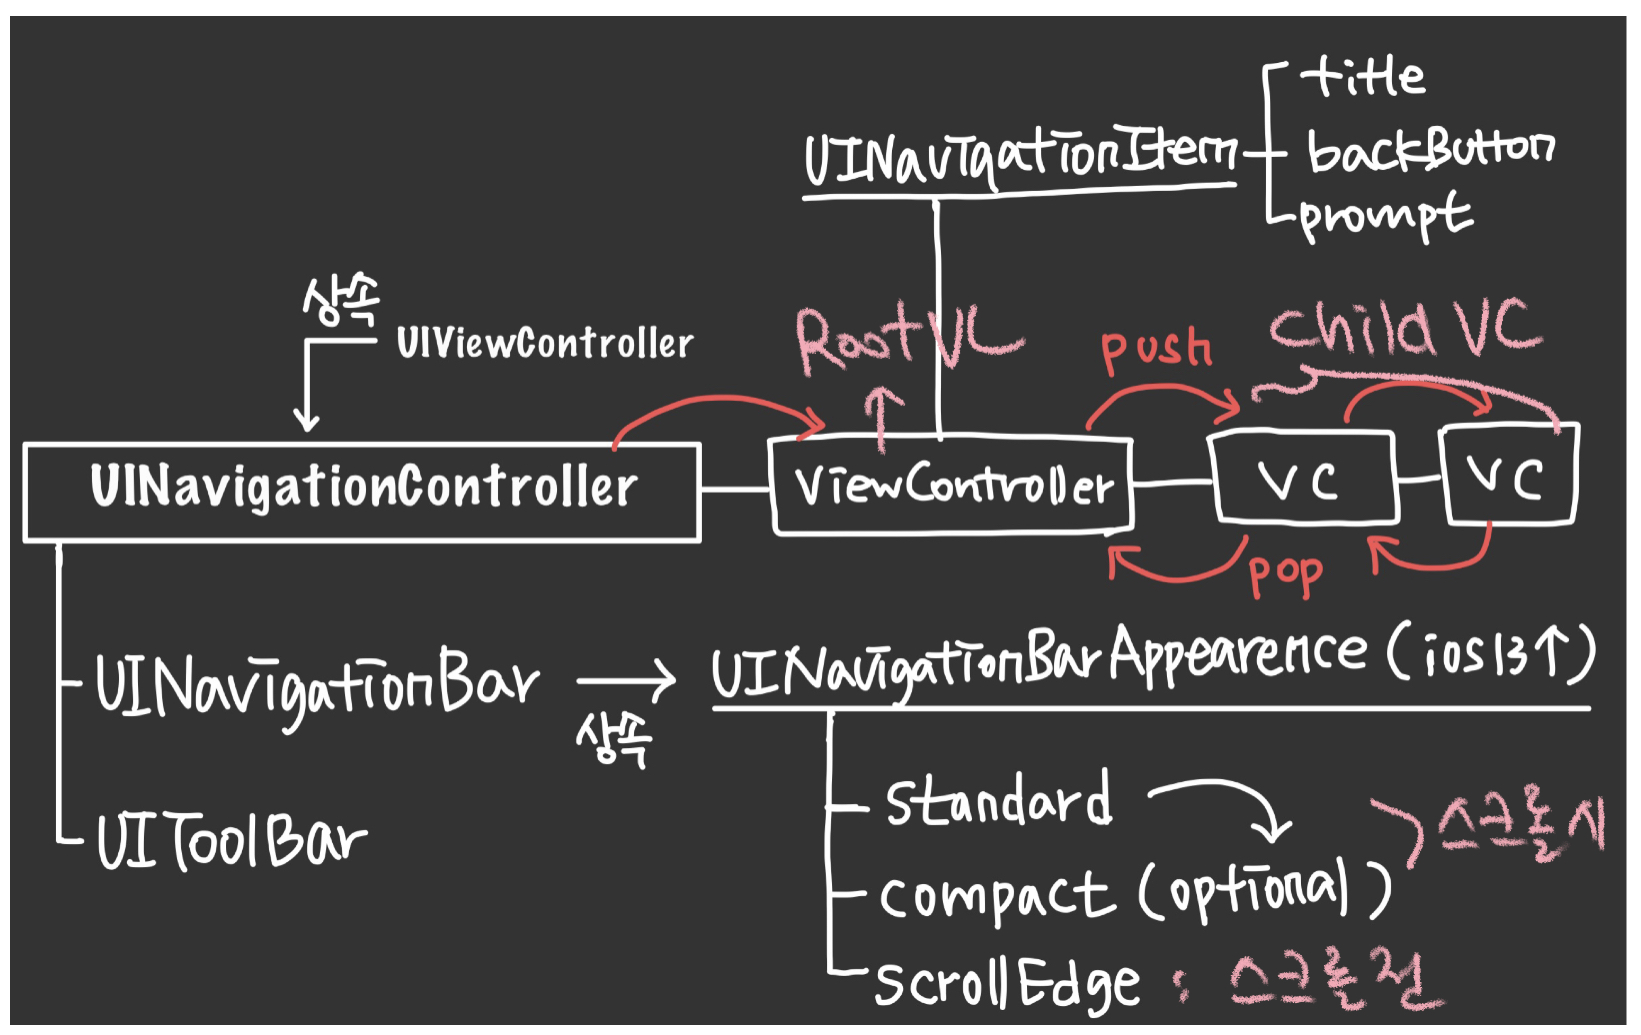 title
UINavigationItem
backButton
prompt
상속
UIViewController
Root VC
push
Child VC
UINavigationController
ViewController
VC
VC
pop
UINavigationBar
상속
UINavigationBarAppearence (ios13↑)
UIToolBar
Standard
스크롤 시
compact (optional)
scrollEdge : 스크롤 전